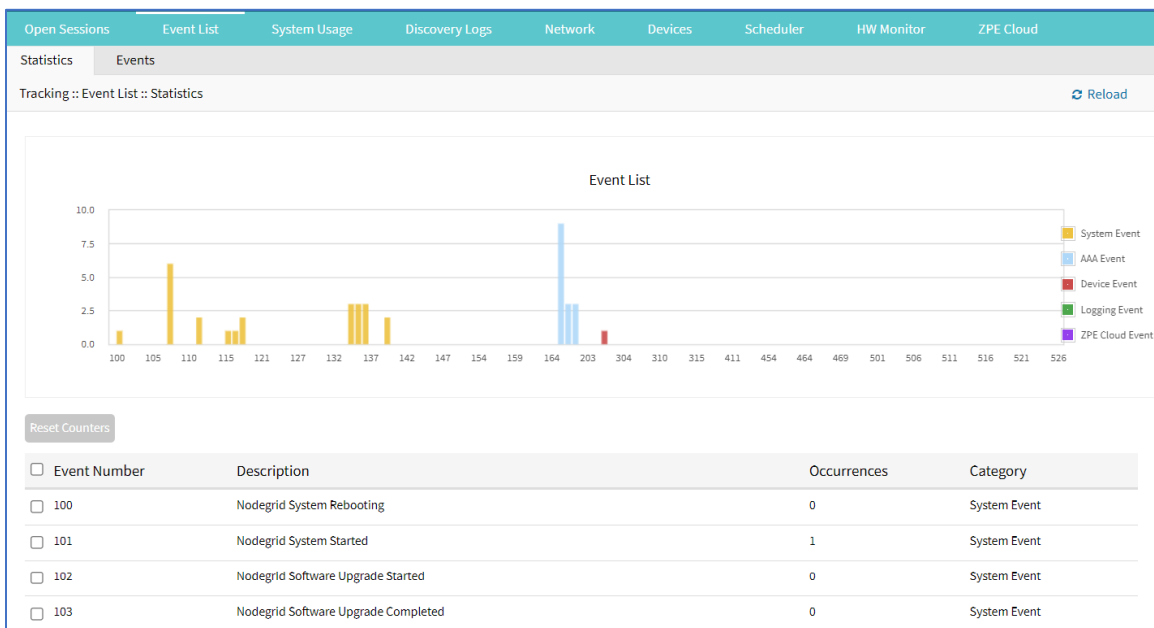 Open Sessions Event List System Usage Discovery Logs Network Devices Scheduler HW Monitor ZPE Cloud
Statistics Events
Tracking :: Event List :: Statistics Reload
Event List
10.0
7.5
5.0
2.5
0.0
100 105 110 115 121 127 132 137 142 147 154 159 164 203 304 310 315 411 454 464 469 501 506 511 516 521 526
System Event
AAA Event
Device Event
Logging Event
ZPE Cloud Event
Reset Counters
Event Number Description Occurrences Category
100 Nodegrid System Rebooting 0 System Event
101 Nodegrid System Started 1 System Event
102 Nodegrid Software Upgrade Started 0 System Event
103 Nodegrid Software Upgrade Completed 0 System Event